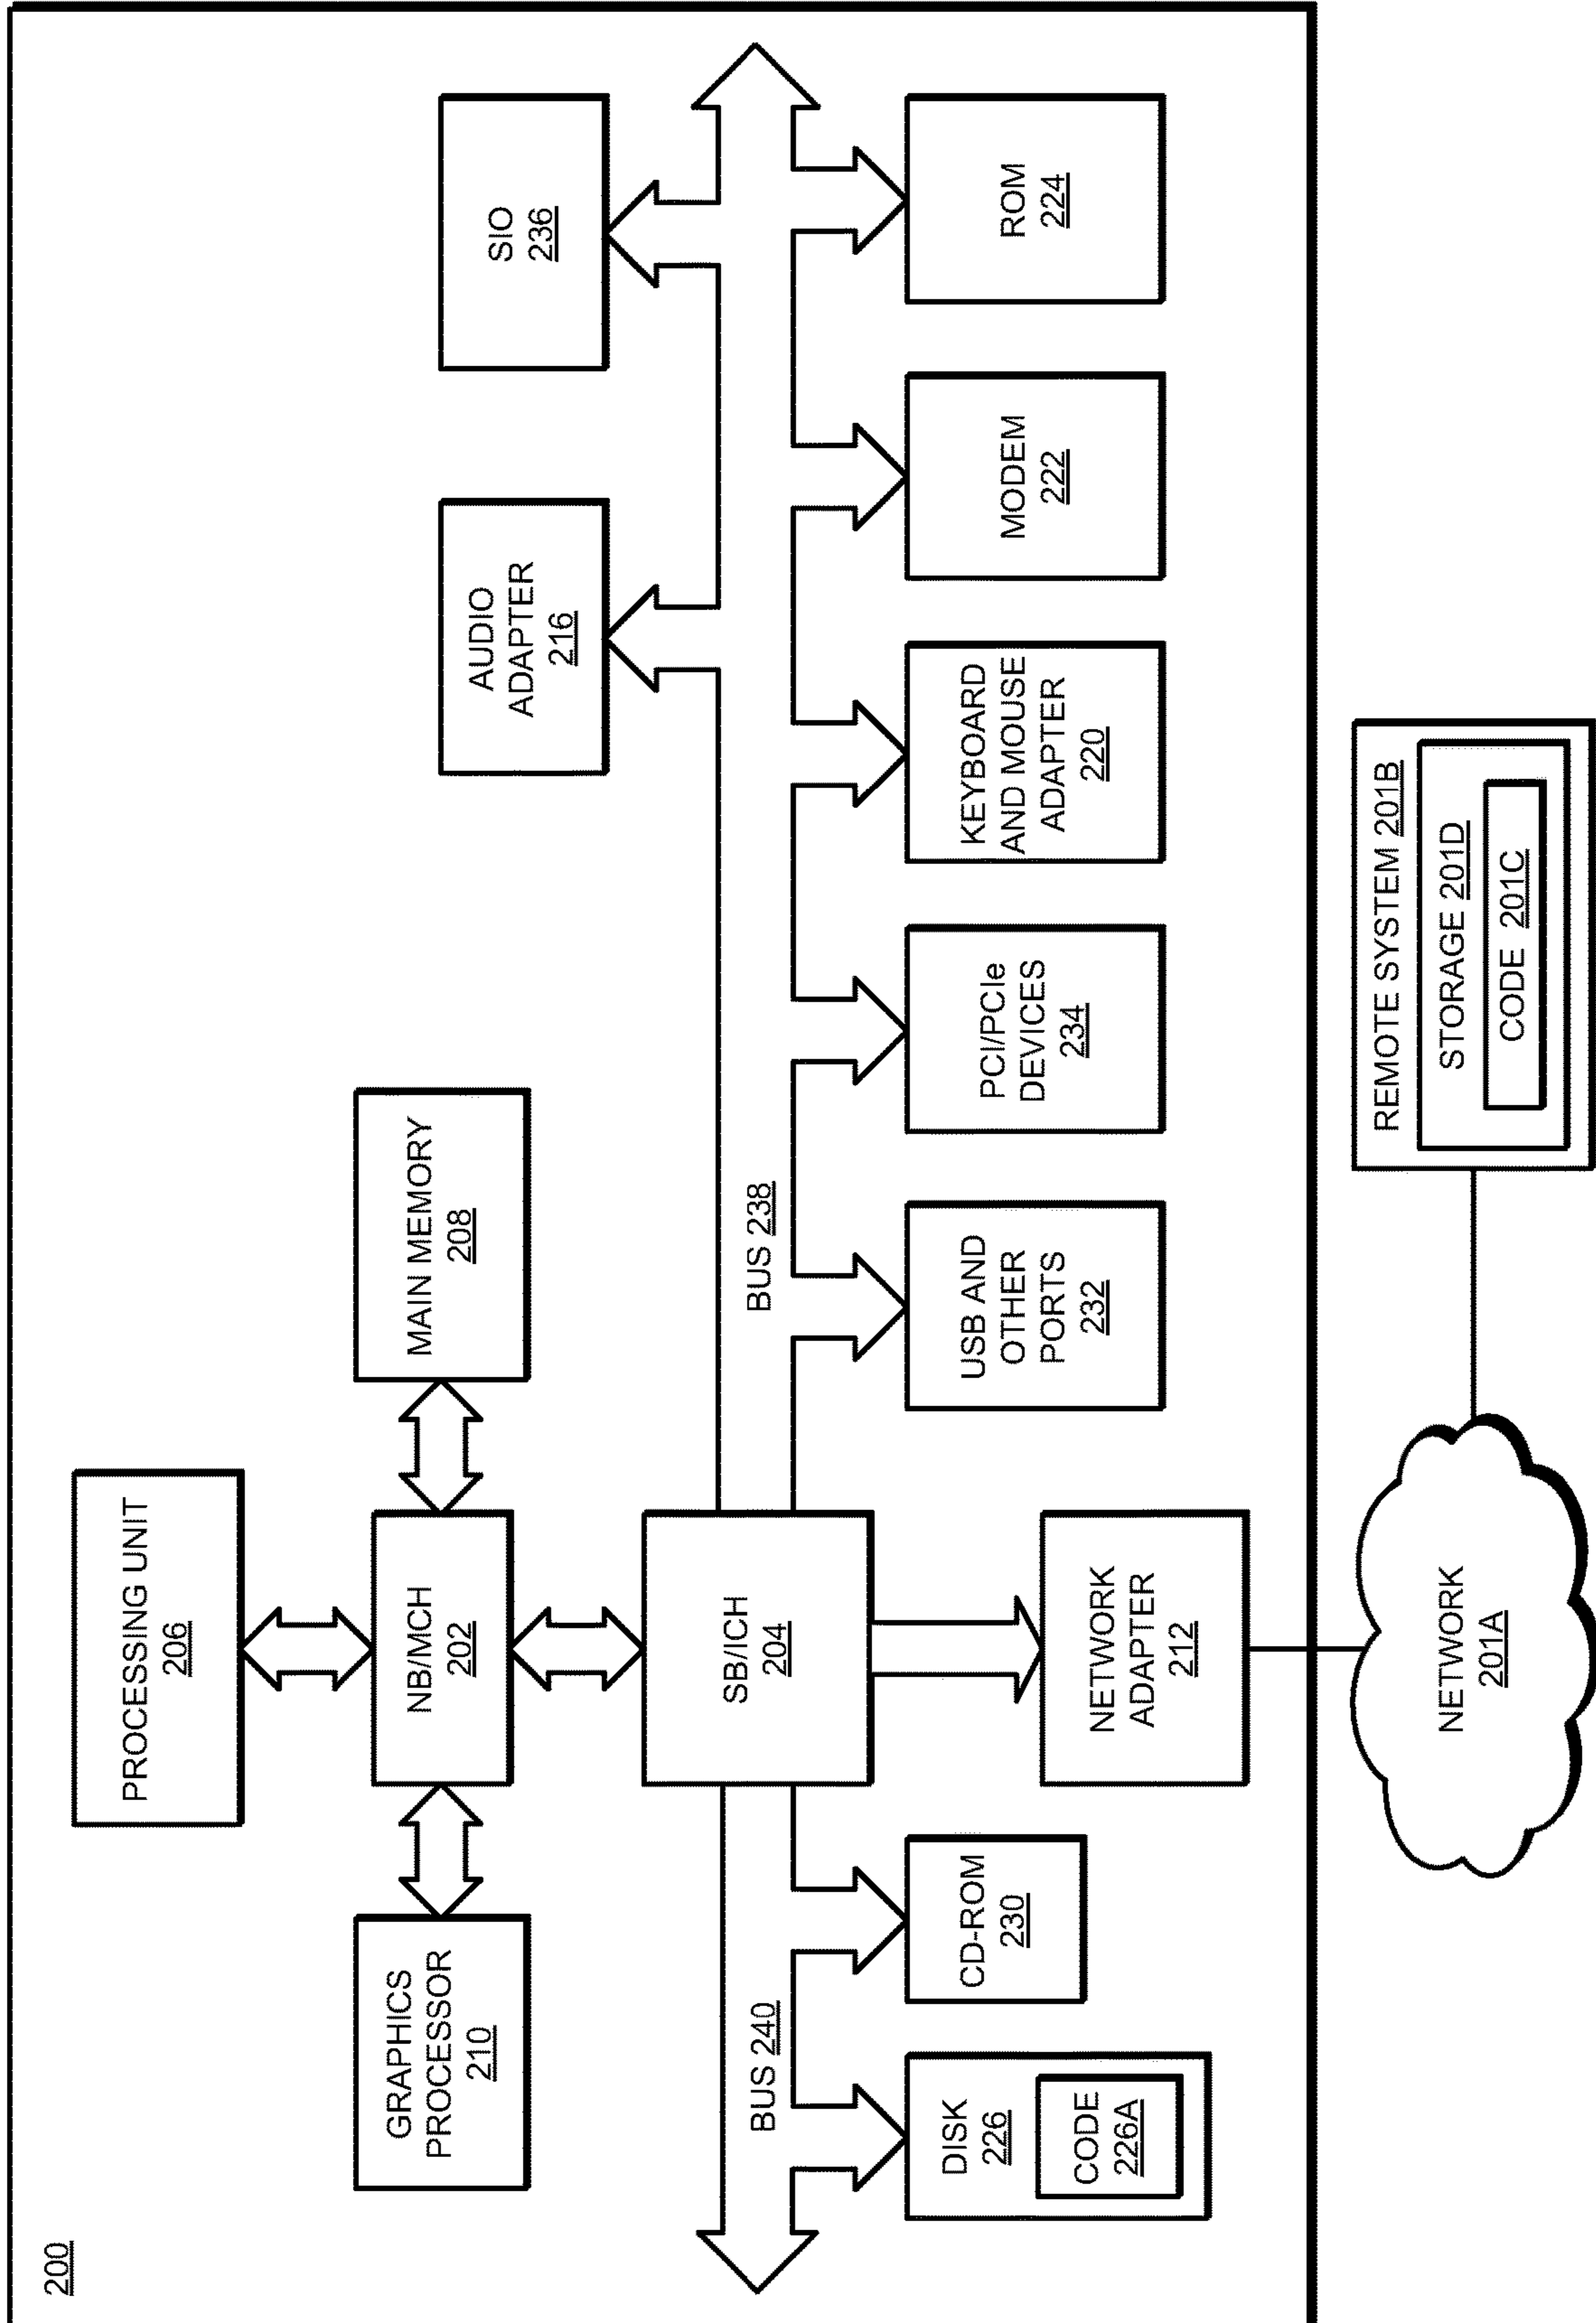 200
PROCESSING UNIT
206
GRAPHICS
PROCESSOR
210
NB/MCH
202
MAIN MEMORY
208
AUDIO
ADAPTER
216
SIO
236
SB/ICH
204
BUS 240
BUS 238
DISK
226
CODE
226A
CD-ROM
230
NETWORK
ADAPTER
212
USB AND
OTHER
PORTS
232
PCI/PCIe
DEVICES
234
KEYBOARD
AND MOUSE
ADAPTER
220
MODEM
222
ROM
224
NETWORK
201A
REMOTE SYSTEM 201B
STORAGE 201D
CODE 201C